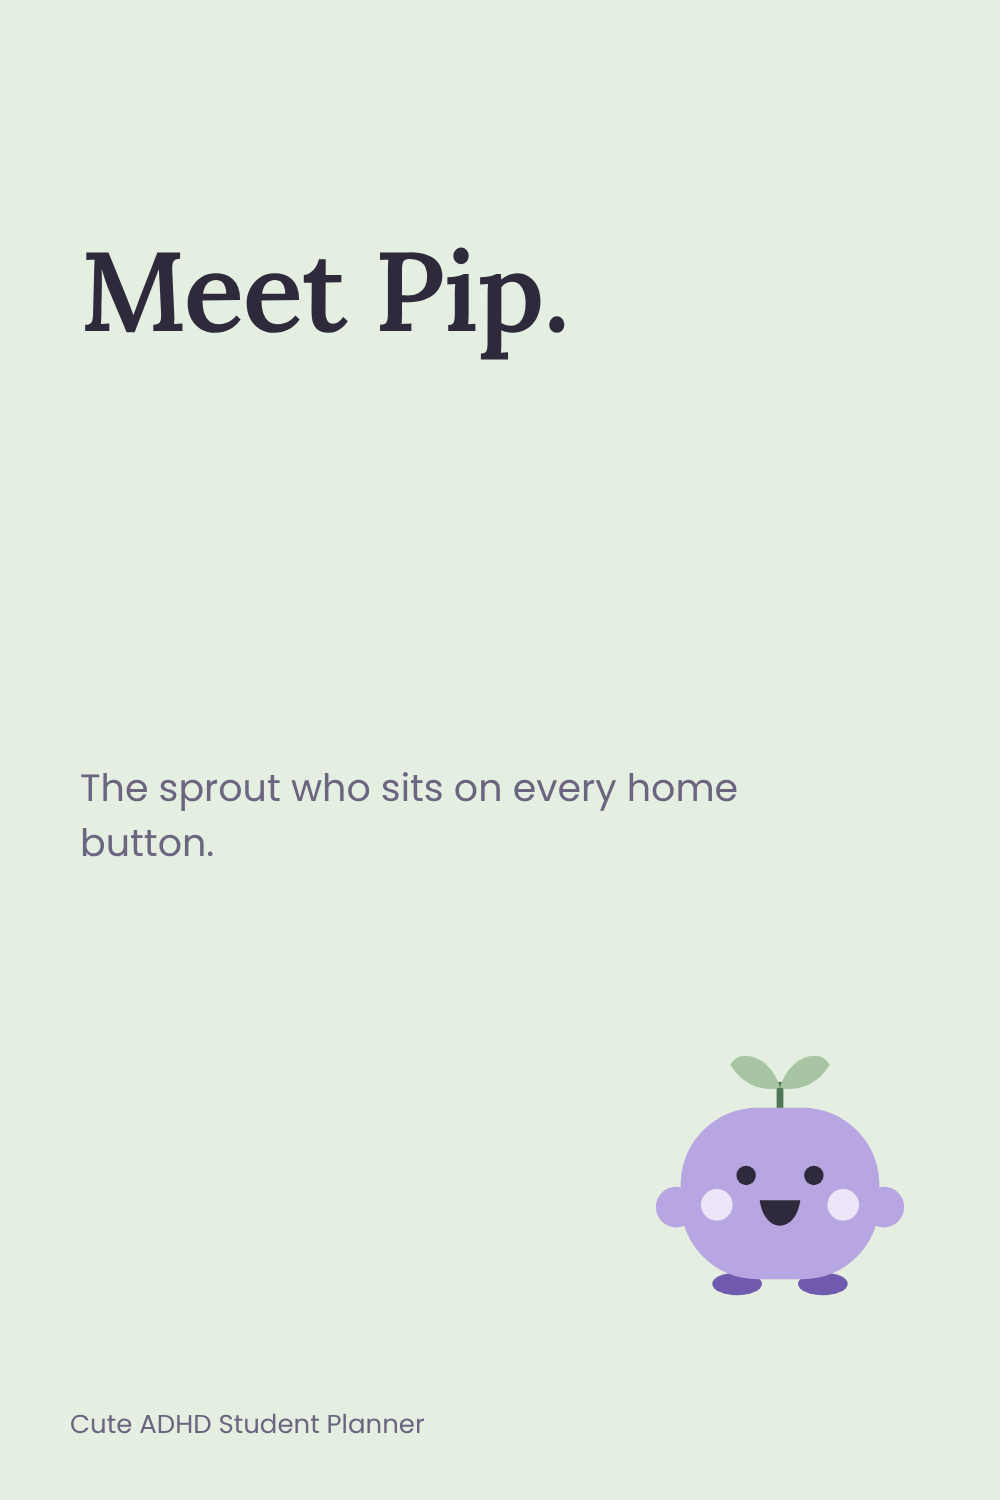 Meet Pip.
The sprout who sits on every home
button.
Cute ADHD Student Planner